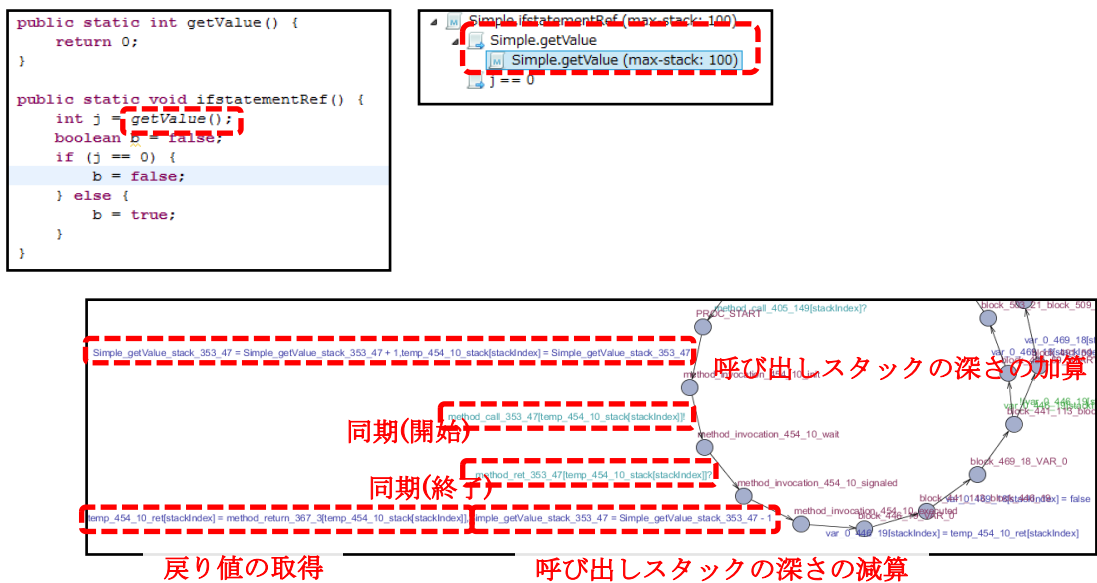 public static int getValue() {
return 0;
}
public static void ifstatementRef() {
int j = getValue();
boolean b = false;
if (j == 0) {
b = false;
} else {
b = true;
}
}
Simple.ifstatementRef (max-stack: 100)
Simple.getValue
Simple.getValue (max-stack: 100)
j == 0
method_call_405_149[stackIndex]?
PROC_START
Simple_getValue_stack_353_47 = Simple_getValue_stack_353_47 + 1,temp_454_10_stack[stackIndex] = Simple_getValue_stack_353_47
呼び出しスタックの深さの加算
method_invocation_454_10_init
method_call_353_47[temp_454_10_stack[stackIndex]]!
同期(開始)
method_invocation_454_10_wait
method_ret_353_47[temp_454_10_stack[stackIndex]]?
同期(終了)
method_invocation_454_10_signaled
temp_454_10_ret[stackIndex] = method_return_367_3[temp_454_10_stack[stackIndex]],
Simple_getValue_stack_353_47 = Simple_getValue_stack_353_47 - 1
method_invocation_454_10_executed
block_446_19_VAR_0
var_0_446_19[stackIndex] = temp_454_10_ret[stackIndex]
block_469_18_VAR_0
戻り値の取得
呼び出しスタックの深さの減算